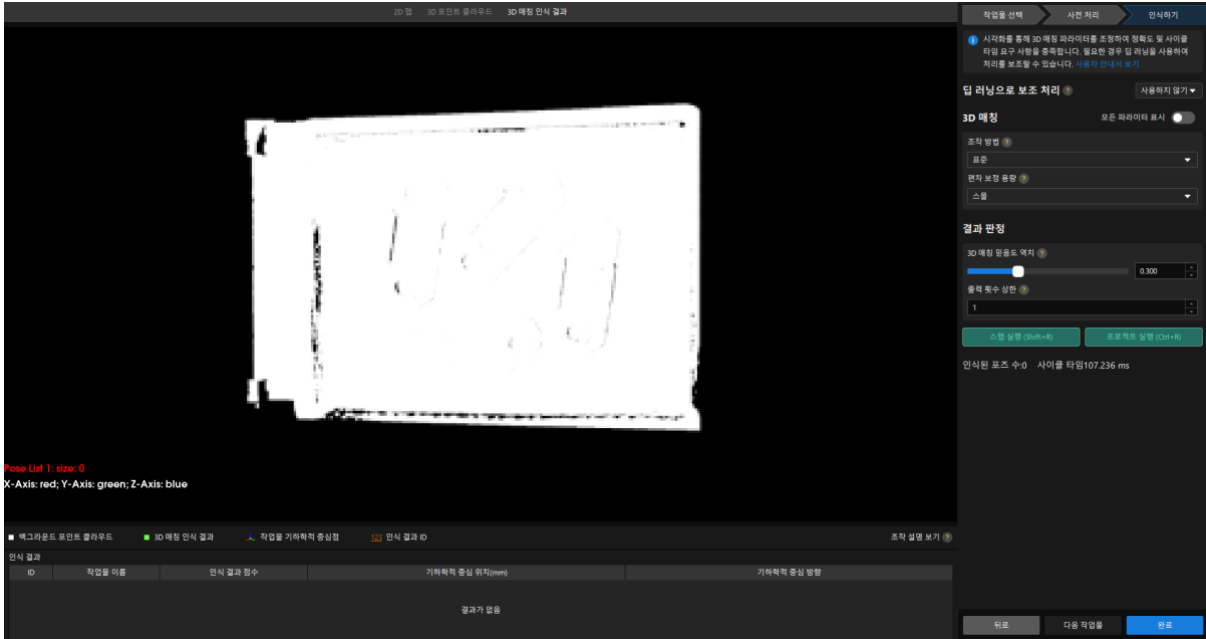 2D 맵 3D 포인트 클라우드 3D 매칭 인식 결과
작업물 선택 사전 처리 인식하기
시각화를 통해 3D 매칭 파라미터를 조정하여 정확도 및 사이클
타임 요구 사항을 충족합니다. 필요한 경우 딥 러닝을 사용하여
처리를 보조할 수 있습니다. 사용자 안내서 보기
딥 러닝으로 보조 처리 ? 사용하지 않기
3D 매칭 모든 파라미터 표시
조작 방법 ?
표준
편차 보정 용량 ?
스몰
결과 판정
3D 매칭 믿음도 역치 ?
0.300
출력 횟수 상한 ?
1
스텝 실행 (Shift+R) 프로젝트 실행 (Ctrl+R)
인식된 포즈 수:0 사이클 타임107.236 ms
Pose List 1: size: 0
X-Axis: red; Y-Axis: green; Z-Axis: blue
백그라운드 포인트 클라우드 3D 매칭 인식 결과 작업물 기하학적 중심점 123 인식 결과 ID 조작 설명 보기 ?
인식 결과
ID 작업물 이름 인식 결과 점수 기하학적 중심 위치(mm) 기하학적 중심 방향
결과가 없음
뒤로 다음 작업물 완료